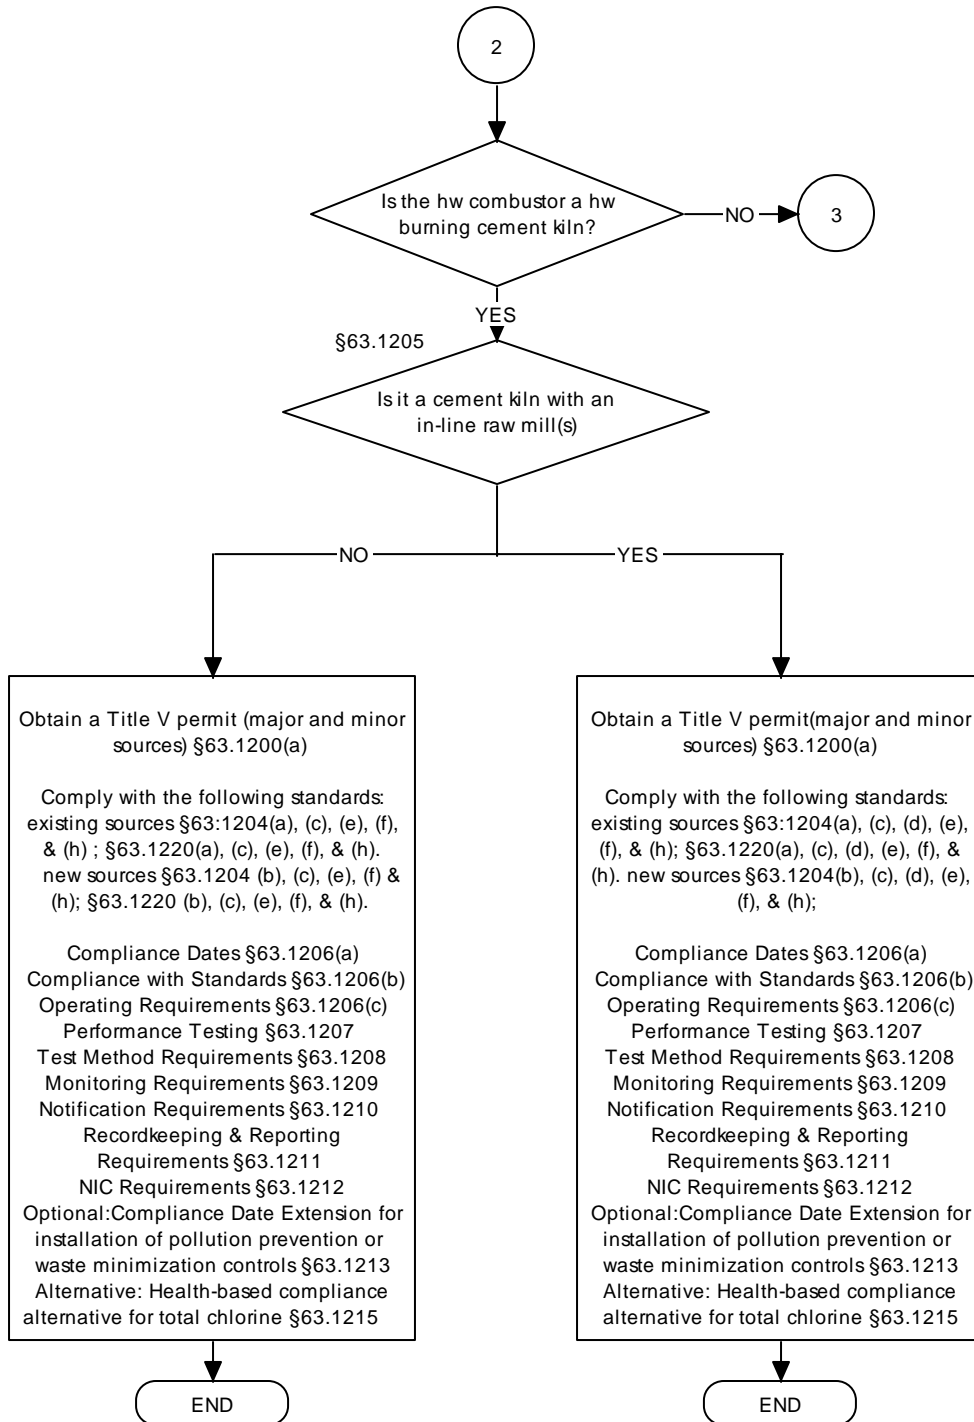 2
Is the hw combustor a hw
burning cement kiln?
NO
3
YES
§63.1205
Is it a cement kiln with an
in-line raw mill(s)
NO
YES
Obtain a Title V permit (major and minor
sources) §63.1200(a)
Comply with the following standards:
existing sources §63:1204(a), (c), (e), (f),
& (h) ; §63.1220(a), (c), (e), (f), & (h).
new sources §63.1204 (b), (c), (e), (f) &
(h); §63.1220 (b), (c), (e), (f), & (h).
Compliance Dates §63.1206(a)
Compliance with Standards §63.1206(b)
Operating Requirements §63.1206(c)
Performance Testing §63.1207
Test Method Requirements §63.1208
Monitoring Requirements §63.1209
Notification Requirements §63.1210
Recordkeeping & Reporting
Requirements §63.1211
NIC Requirements §63.1212
Optional:Compliance Date Extension for
installation of pollution prevention or
waste minimization controls §63.1213
Alternative: Health-based compliance
alternative for total chlorine §63.1215
END
Obtain a Title V permit(major and minor
sources) §63.1200(a)
Comply with the following standards:
existing sources §63:1204(a), (c), (d), (e),
(f), & (h); §63.1220(a), (c), (d), (e), (f), &
(h). new sources §63.1204(b), (c), (d), (e),
(f), & (h);
Compliance Dates §63.1206(a)
Compliance with Standards §63.1206(b)
Operating Requirements §63.1206(c)
Performance Testing §63.1207
Test Method Requirements §63.1208
Monitoring Requirements §63.1209
Notification Requirements §63.1210
Recordkeeping & Reporting
Requirements §63.1211
NIC Requirements §63.1212
Optional:Compliance Date Extension for
installation of pollution prevention or
waste minimization controls §63.1213
Alternative: Health-based compliance
alternative for total chlorine §63.1215
END